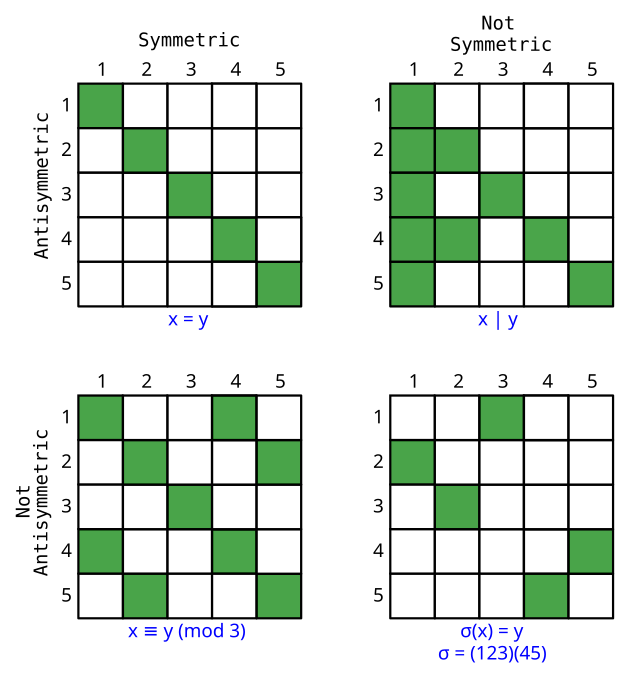 Symmetric
Not
Symmetric
1 2 3 4 5
1 2 3 4 5
Antisymmetric
1
2
3
4
5
1
2
3
4
5
x = y
x | y
1 2 3 4 5
1 2 3 4 5
Not
Antisymmetric
1
2
3
4
5
1
2
3
4
5
x ≡ y (mod 3)
σ(x) = y
σ = (123)(45)